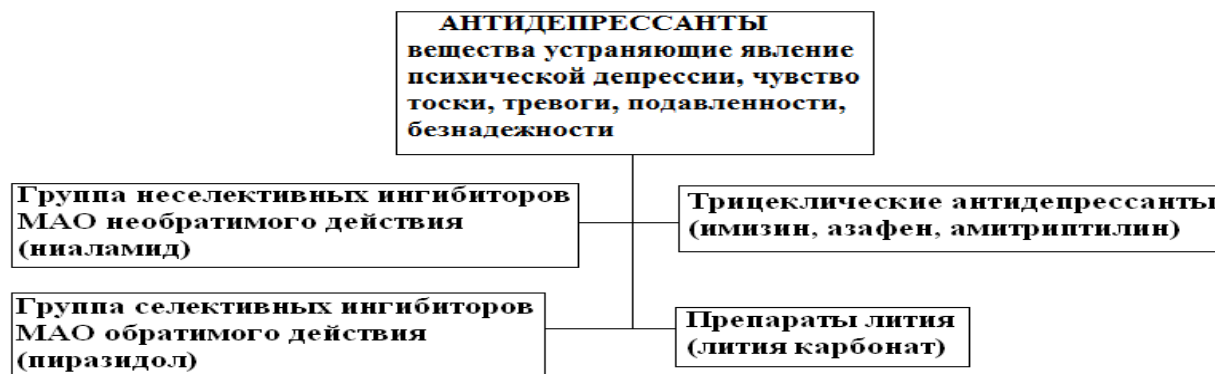 АНТИДЕПРЕССАНТЫ
вещества устраняющие явление
психической депрессии, чувство
тоски, тревоги, подавленности,
безнадежности
Группа неселективных ингибиторов
МАО необратимого действия
(ниаламид)
Трицеклические антидепрессанты
(имизин, азафен, амитриптилин)
Группа селективных ингибиторов
МАО обратимого действия
(пиразидол)
Препараты лития
(лития карбонат)